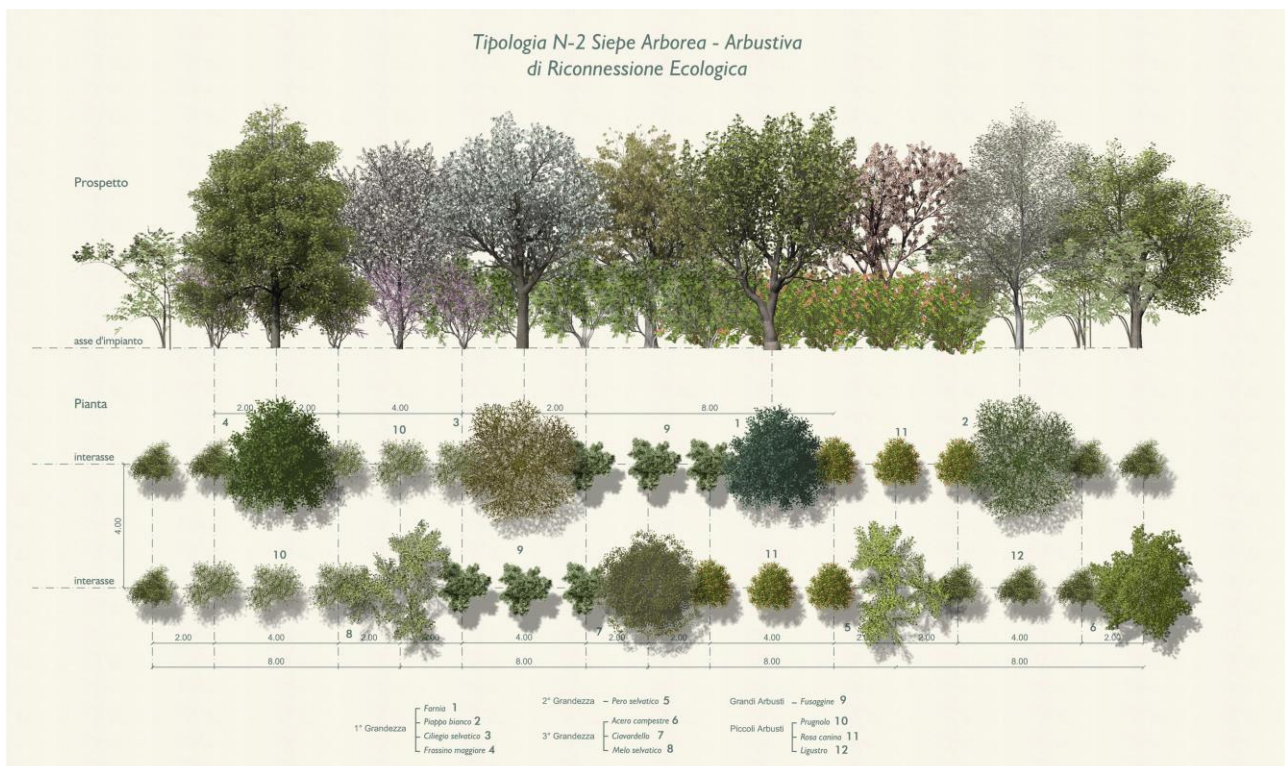 Tipologia N-2 Siepe Arborea - Arbustiva
di Riconnessione Ecologica
Prospetto
asse d'impianto
Pianta
2.00 2.00 4.00 2.00 8.00
4 10 3 9 1 11 2
interasse
4.00
10 9 11 12
interasse
8 7 5 6
2.00 4.00 2.00 2.00 4.00 2.00 4.00 2.00 4.00 2.00
8.00 8.00 8.00 8.00
1° Grandezza
Farnia 1
Pioppo bianco 2
Ciliegio selvatico 3
Frassino maggiore 4
2° Grandezza
Pero selvatico 5
3° Grandezza
Acero campestre 6
Ciavardello 7
Melo selvatico 8
Grandi Arbusti
Fusaggine 9
Piccoli Arbusti
Prugnolo 10
Rosa canina 11
Ligustro 12